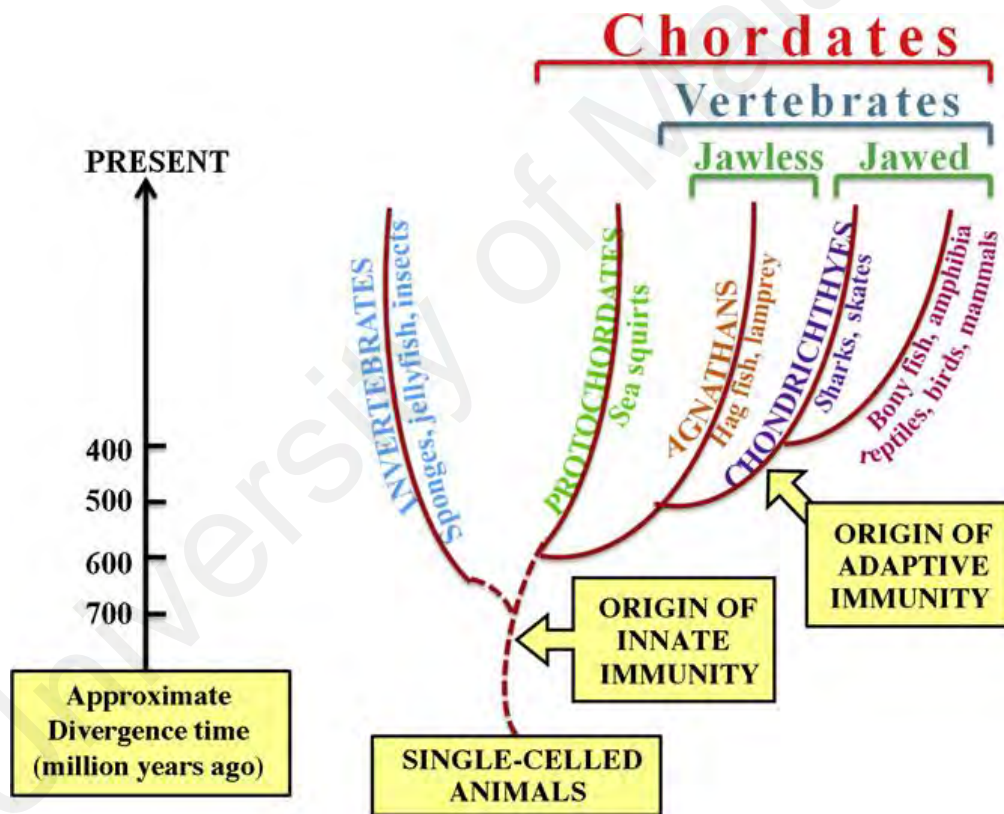 Chordates
Vertebrates
Jawless
Jawed
PRESENT
400
500
600
700
Approximate
Divergence time
(million years ago)
INVERTEBRATES
Sponges, jellyfish, insects
PROTOCHORDATES
Sea squirts
AGNATHANS
Hag fish, lamprey
CHONDRICHTHYES
Sharks, skates
Bony fish, amphibia
reptiles, birds, mammals
ORIGIN OF
ADAPTIVE
IMMUNITY
ORIGIN OF
INNATE
IMMUNITY
SINGLE-CELLED
ANIMALS
University of